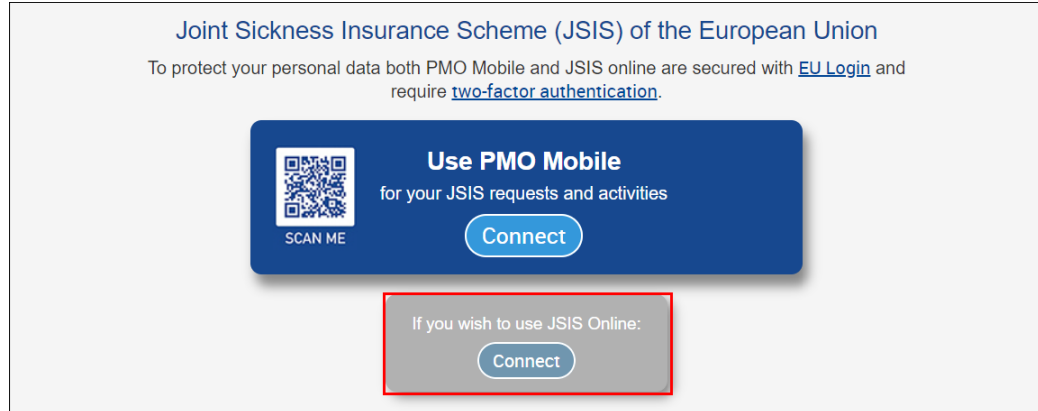 Joint Sickness Insurance Scheme (JSIS) of the European Union
To protect your personal data both PMO Mobile and JSIS online are secured with EU Login and
require two-factor authentication.
Use PMO Mobile
for your JSIS requests and activities
SCAN ME
Connect
If you wish to use JSIS Online:
Connect